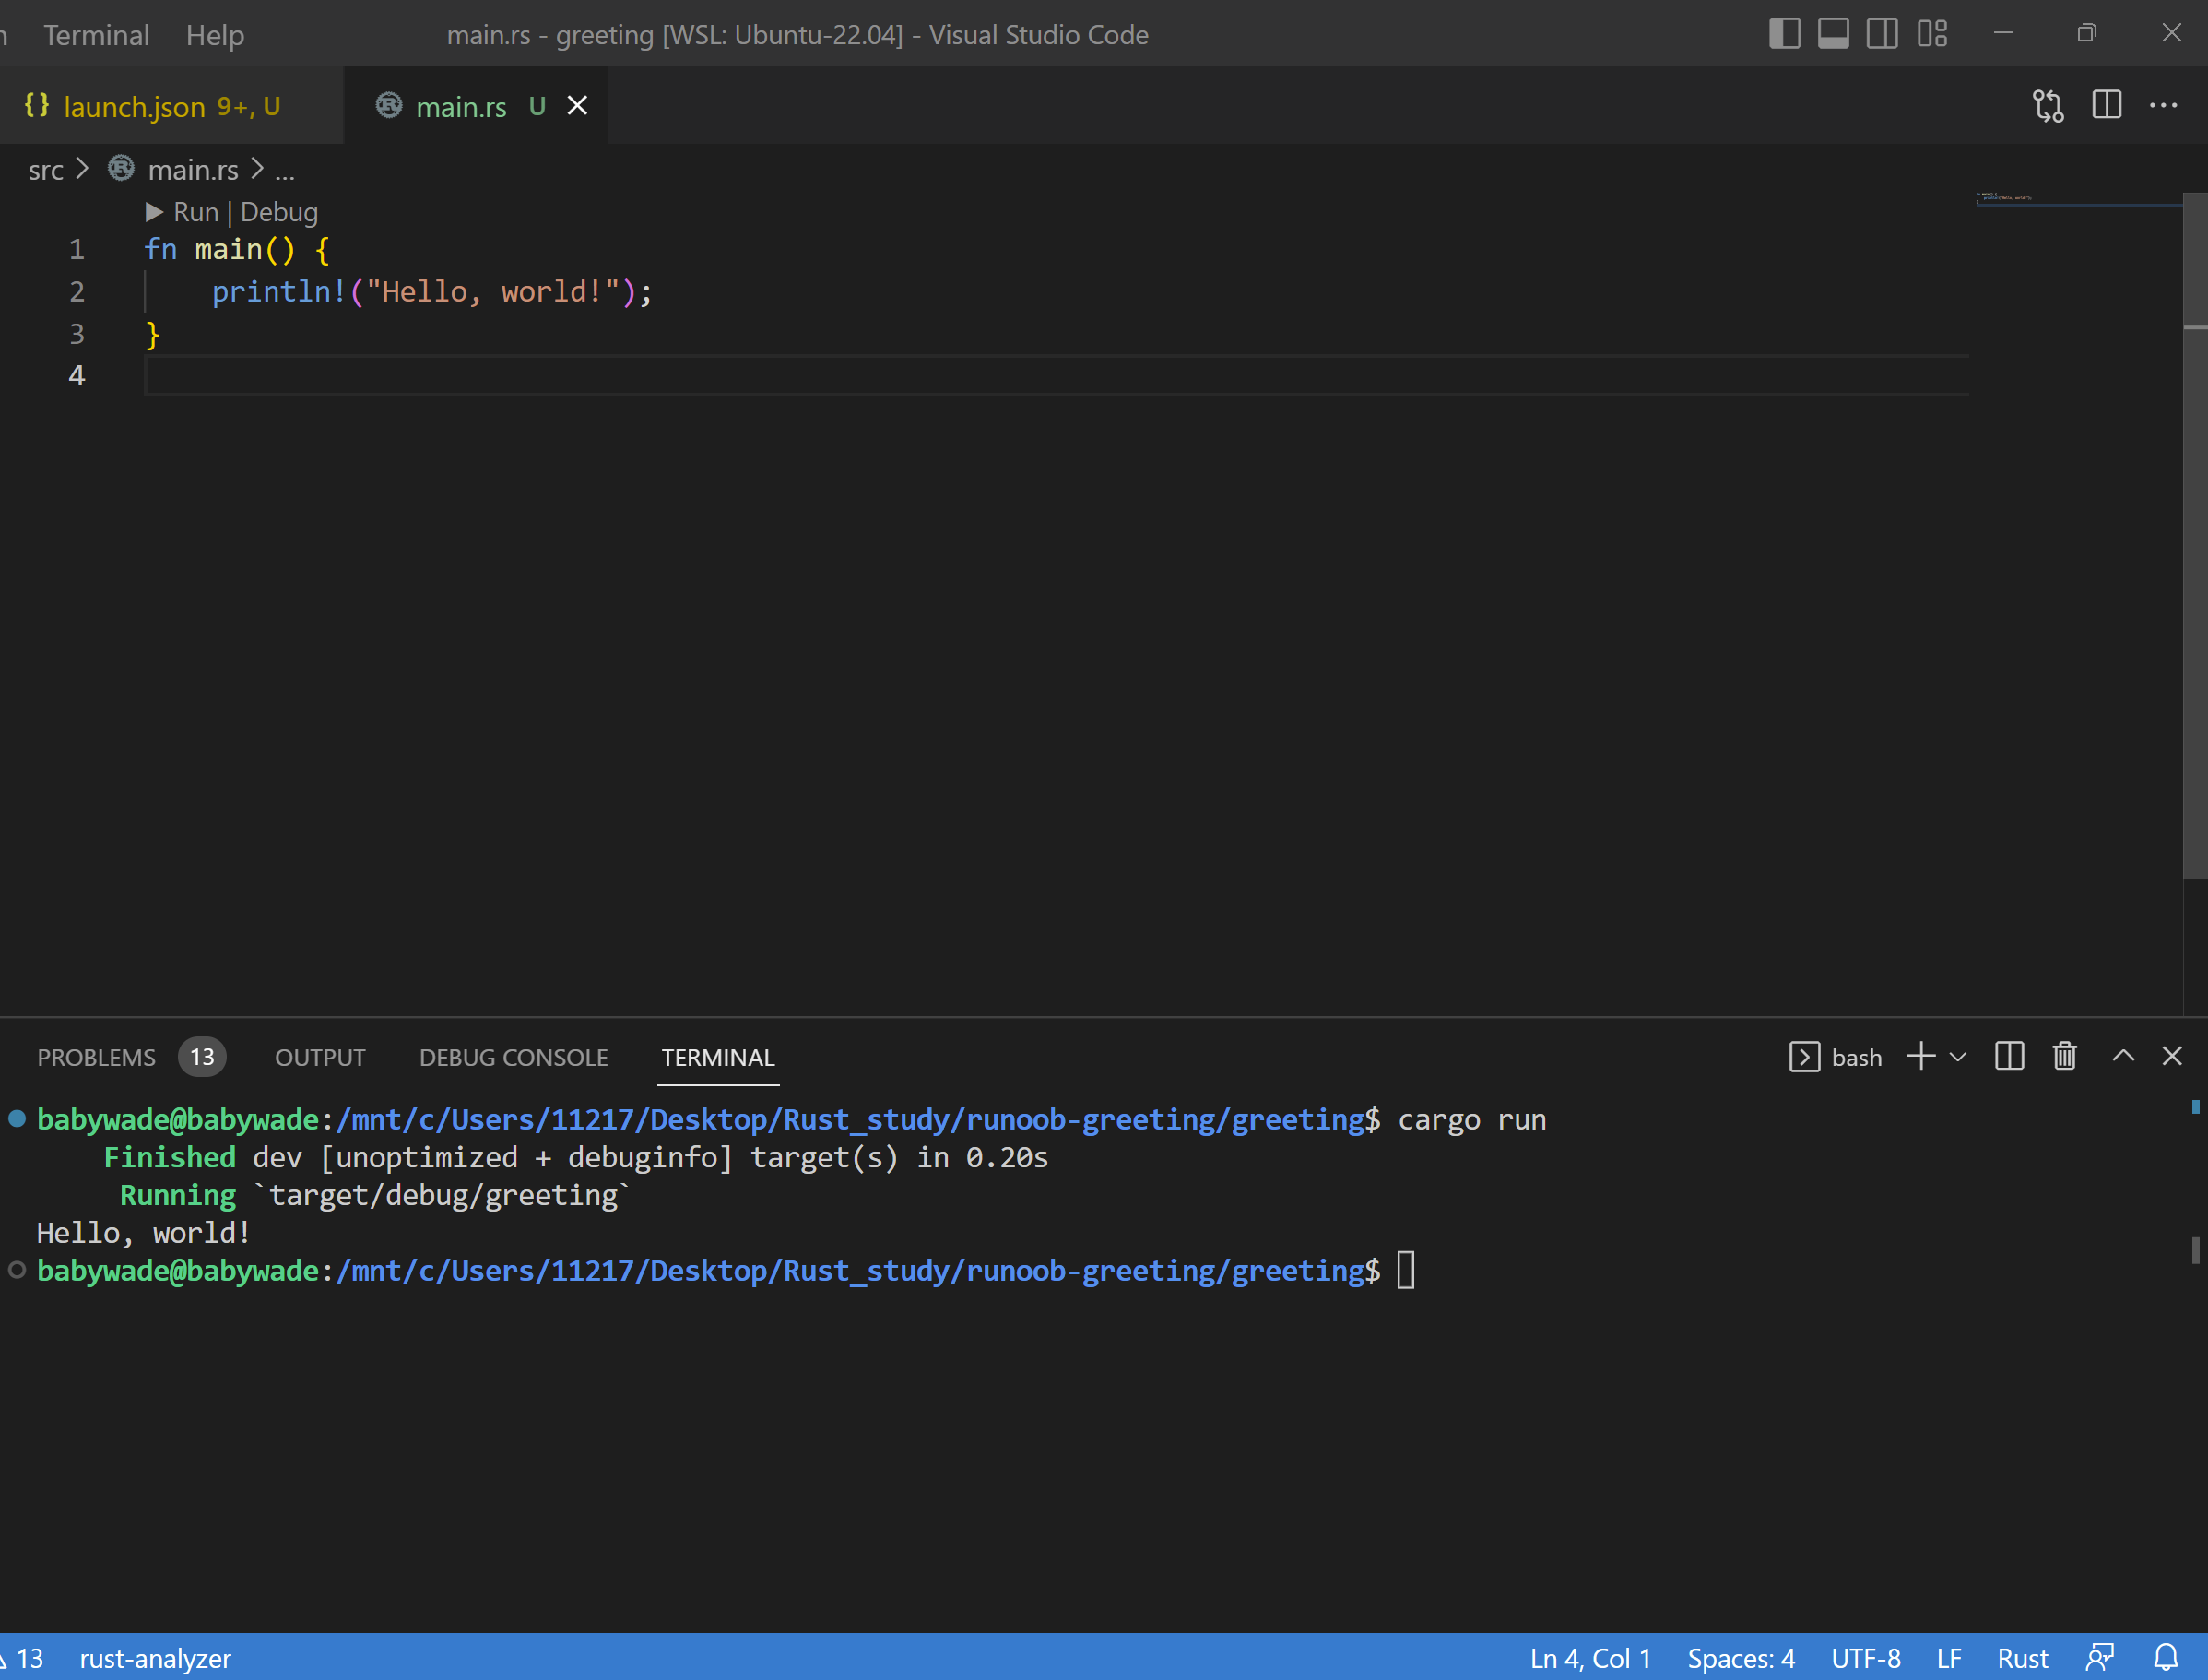 Terminal Help main.rs - greeting [WSL: Ubuntu-22.04] - Visual Studio Code
{} launch.json 9+, U main.rs U
src > main.rs > ...
Run | Debug
1 fn main() {
2 println!("Hello, world!");
3 }
4
PROBLEMS 13 OUTPUT DEBUG CONSOLE TERMINAL bash
babywade@babywade:/mnt/c/Users/11217/Desktop/Rust_study/runoob-greeting/greeting$ cargo run
Finished dev [unoptimized + debuginfo] target(s) in 0.20s
Running `target/debug/greeting`
Hello, world!
babywade@babywade:/mnt/c/Users/11217/Desktop/Rust_study/runoob-greeting/greeting$
13 rust-analyzer Ln 4, Col 1 Spaces: 4 UTF-8 LF Rust